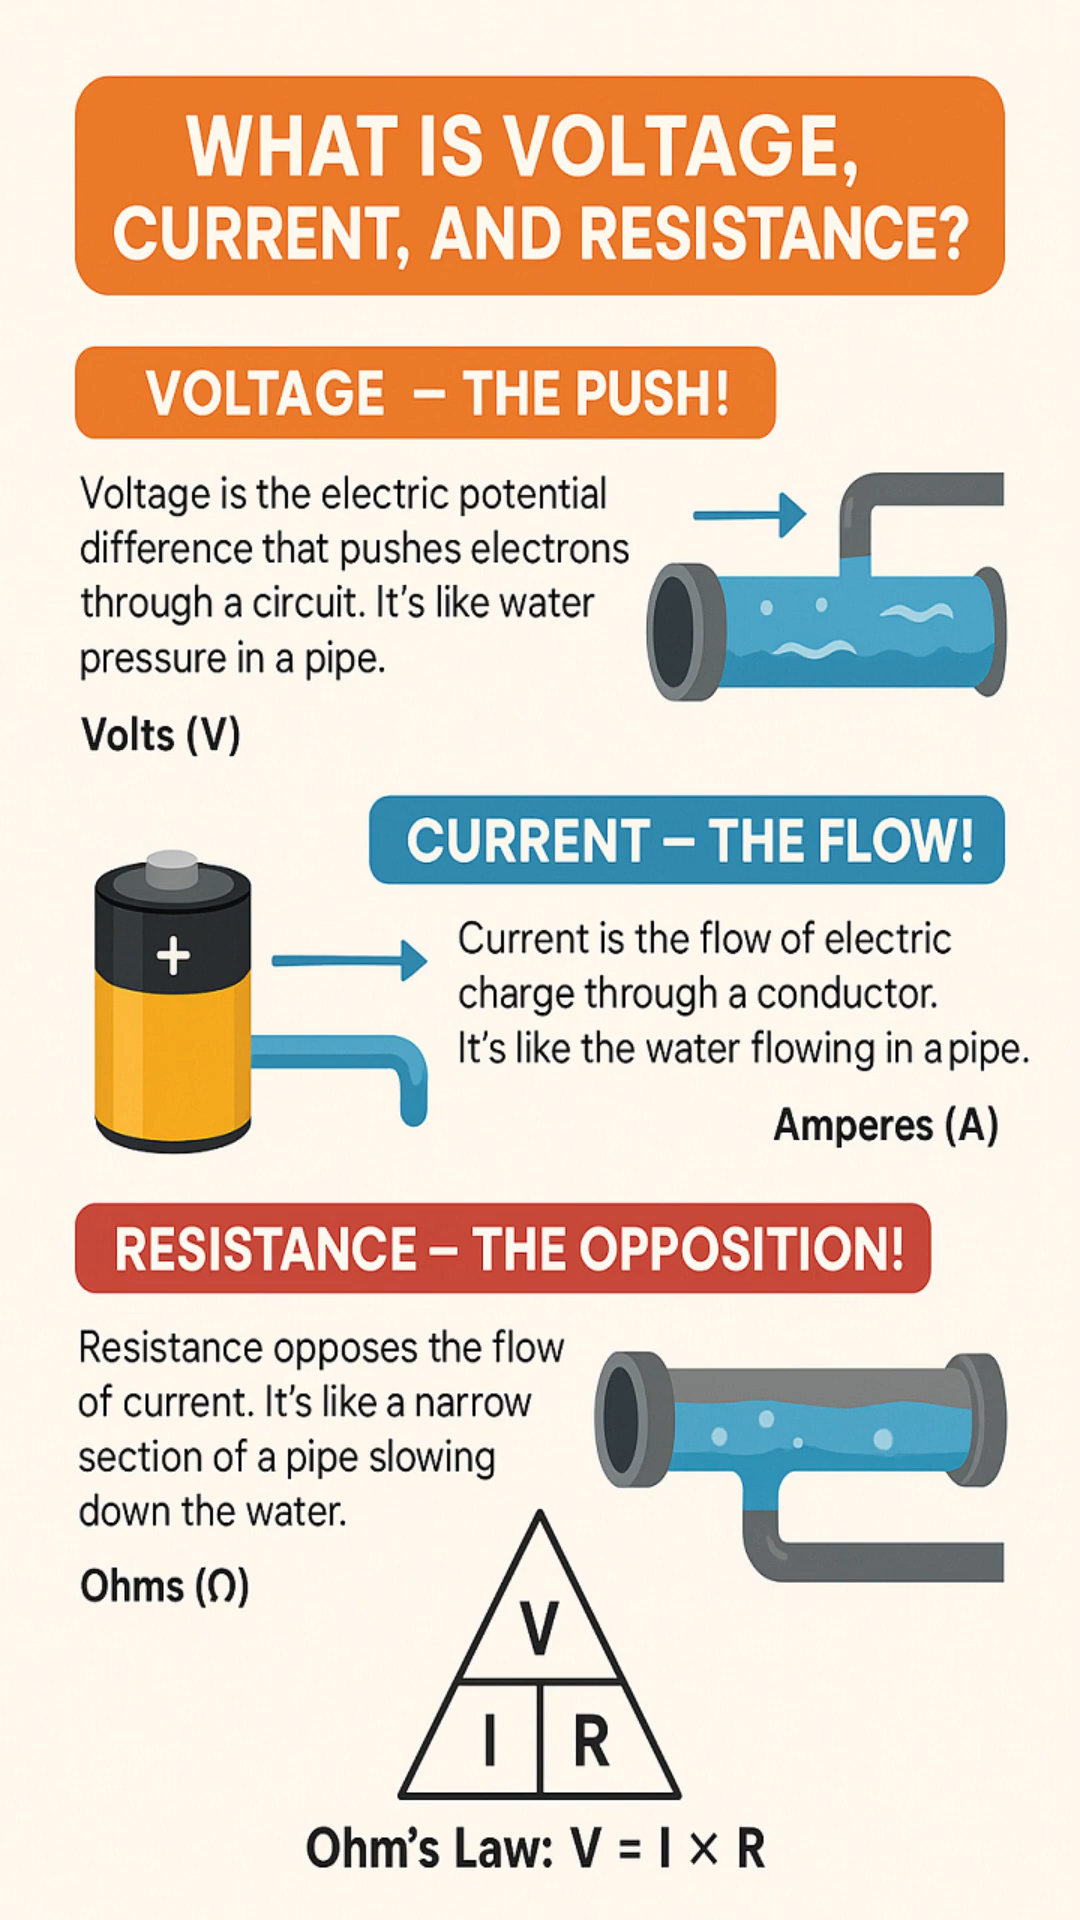 WHAT IS VOLTAGE,
CURRENT, AND RESISTANCE?
VOLTAGE – THE PUSH!
Voltage is the electric potential
difference that pushes electrons
through a circuit. It's like water
pressure in a pipe.
Volts (V)
CURRENT – THE FLOW!
+
Current is the flow of electric
charge through a conductor.
It's like the water flowing in a pipe.
Amperes (A)
RESISTANCE – THE OPPOSITION!
Resistance opposes the flow
of current. It's like a narrow
section of a pipe slowing
down the water.
Ohms (Ω)
V
I R
Ohm's Law: V = I × R